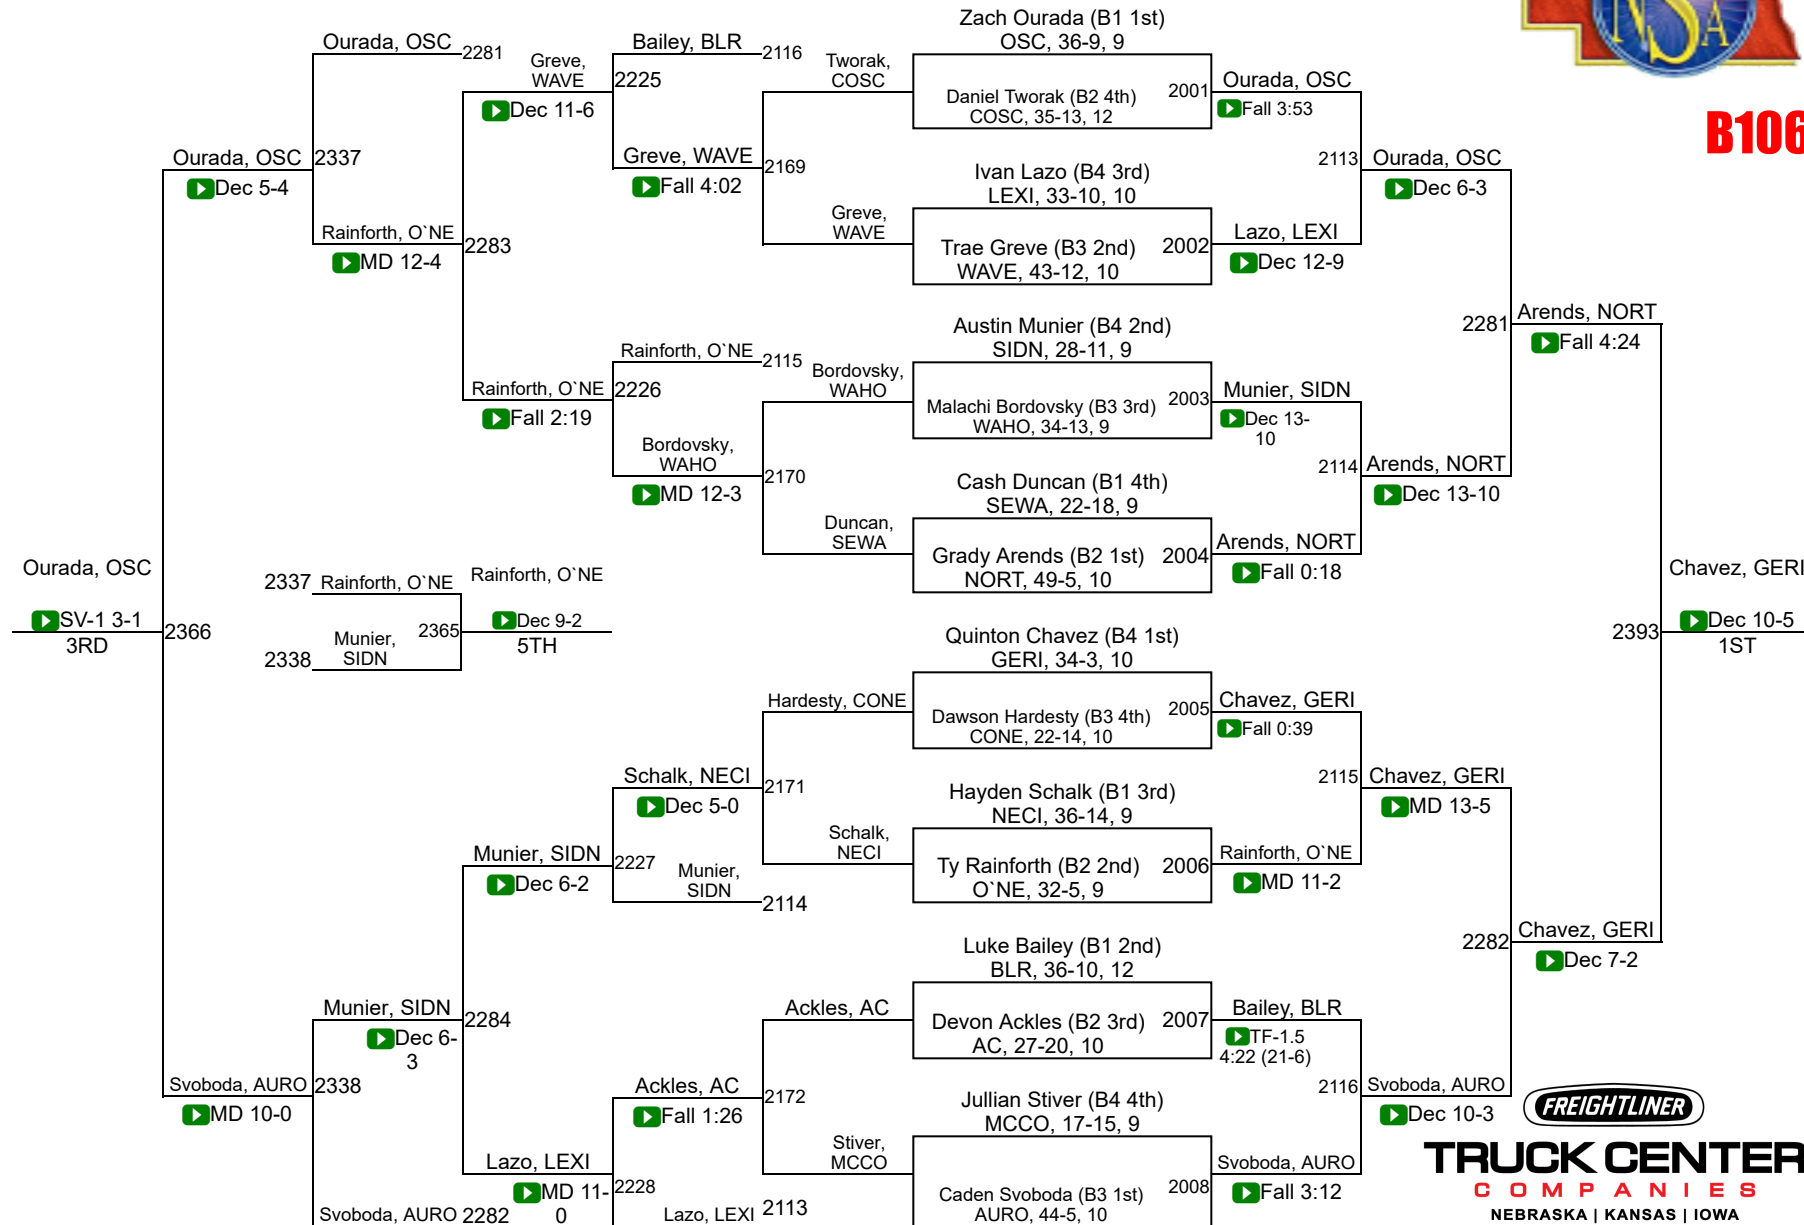 Zach Ourada (B1 1st)
OSC, 36-9, 9
Ourada, OSC
2281
Greve,
WAVE
Bailey, BLR
2116
2225
Tworak,
COSC
Daniel Tworak (B2 4th)
COSC, 35-13, 12
2001
Ourada, OSC
Fall 3:53
NSA
B106
Dec 11-6
Ourada, OSC
2337
Dec 5-4
Greve, WAVE
2169
Fall 4:02
Ivan Lazo (B4 3rd)
LEXI, 33-10, 10
2113
Ourada, OSC
Dec 6-3
Rainforth, O`NE
2283
MD 12-4
Greve,
WAVE
Trae Greve (B3 2nd)
WAVE, 43-12, 10
2002
Lazo, LEXI
Dec 12-9
Austin Munier (B4 2nd)
SIDN, 28-11, 9
2281
Arends, NORT
Fall 4:24
Rainforth, O`NE
2115
Rainforth, O`NE
2226
Fall 2:19
Bordovsky,
WAHO
Malachi Bordovsky (B3 3rd)
WAHO, 34-13, 9
2003
Munier, SIDN
Dec 13-
10
Bordovsky,
WAHO
2170
MD 12-3
Cash Duncan (B1 4th)
SEWA, 22-18, 9
2114
Arends, NORT
Dec 13-10
Duncan,
SEWA
Grady Arends (B2 1st)
NORT, 49-5, 10
2004
Arends, NORT
Fall 0:18
Ourada, OSC
SV-1 3-1
3RD
2366
2337
Rainforth, O`NE
Rainforth, O`NE
2338
Munier,
SIDN
2365
Dec 9-2
5TH
Chavez, GERI
2393
Dec 10-5
1ST
Quinton Chavez (B4 1st)
GERI, 34-3, 10
Hardesty, CONE
Dawson Hardesty (B3 4th)
CONE, 22-14, 10
2005
Chavez, GERI
Fall 0:39
Schalk, NECI
2171
Dec 5-0
Hayden Schalk (B1 3rd)
NECI, 36-14, 9
2115
Chavez, GERI
MD 13-5
Munier, SIDN
2227
Dec 6-2
Munier,
SIDN
2114
Schalk,
NECI
Ty Rainforth (B2 2nd)
O`NE, 32-5, 9
2006
Rainforth, O`NE
MD 11-2
Luke Bailey (B1 2nd)
BLR, 36-10, 12
2282
Chavez, GERI
Dec 7-2
Munier, SIDN
2284
Dec 6-
3
Ackles, AC
Devon Ackles (B2 3rd)
AC, 27-20, 10
2007
Bailey, BLR
TF-1.5
4:22 (21-6)
Svoboda, AURO
2338
MD 10-0
Ackles, AC
2172
Fall 1:26
Jullian Stiver (B4 4th)
MCCO, 17-15, 9
2116
Svoboda, AURO
Dec 10-3
Lazo, LEXI
MD 11-
0
2228
Stiver,
MCCO
Caden Svoboda (B3 1st)
AURO, 44-5, 10
2008
Svoboda, AURO
Fall 3:12
Svoboda, AURO
2282
Lazo, LEXI
2113
FREIGHTLINER
TRUCK CENTER
COMPANIES
NEBRASKA | KANSAS | IOWA